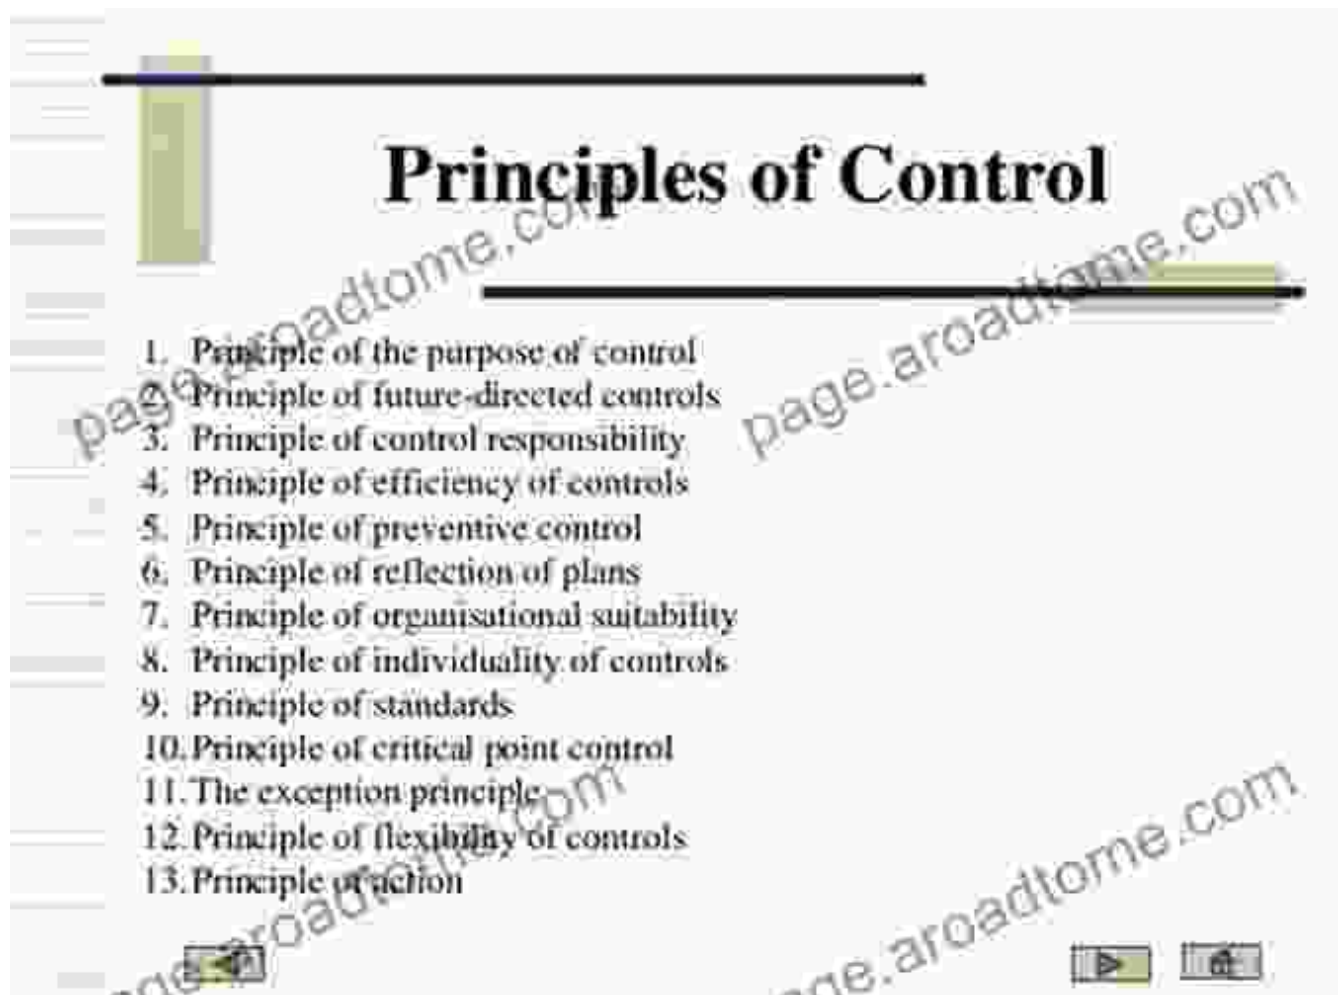 Principles of Control
1. Principle of the purpose of control
2. Principle of future-directed controls
3. Principle of control responsibility
4. Principle of efficiency of controls
5. Principle of preventive control
6. Principle of reflection of plans
7. Principle of organisational suitability
8. Principle of individuality of controls
9. Principle of standards
10. Principle of critical point control
11. The exception principle
12. Principle of flexibility of controls
13. Principle of action
page.aroadtome.com
page.aroadtome.com
page.aroadtome.com
page.aroadtome.com